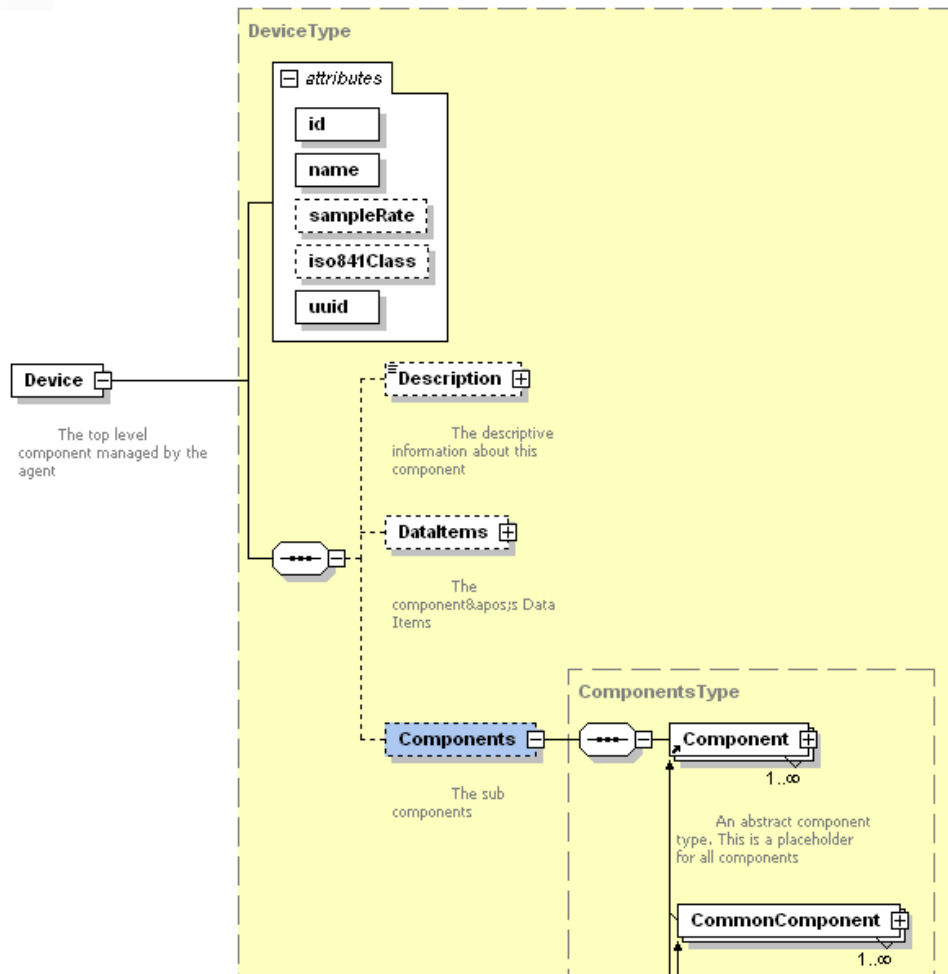 DeviceType
attributes
id
name
sampleRate
iso841Class
uuid
Device
The top level
component managed by the
agent
Description
The descriptive
information about this
component
DataItems
The
component&apos;s Data
Items
ComponentsType
Components
Component
1..∞
The sub
components
An abstract component
type. This is a placeholder
for all components
CommonComponent
1..∞